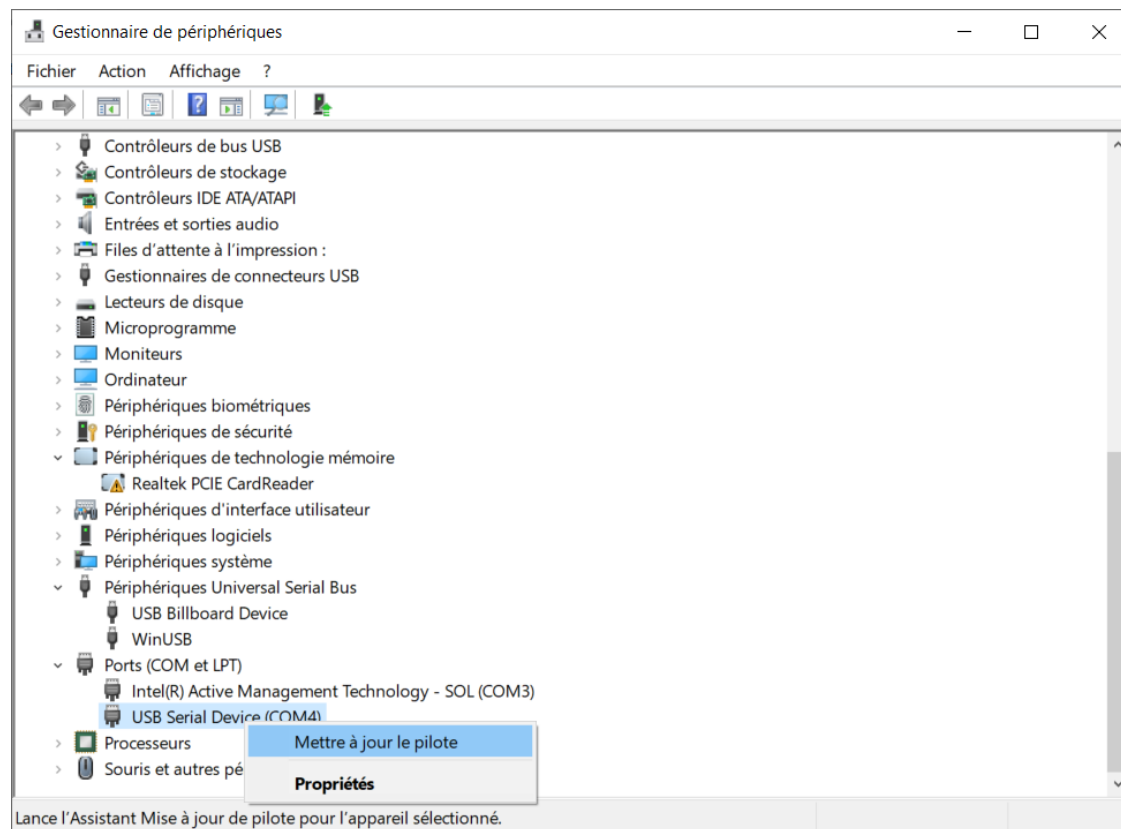 Gestionnaire de périphériques
Fichier Action Affichage ?
Contrôleurs de bus USB
Contrôleurs de stockage
Contrôleurs IDE ATA/ATAPI
Entrées et sorties audio
Files d'attente à l'impression :
Gestionnaires de connecteurs USB
Lecteurs de disque
Microprogramme
Moniteurs
Ordinateur
Périphériques biométriques
Périphériques de sécurité
Périphériques de technologie mémoire
Realtek PCIE CardReader
Périphériques d'interface utilisateur
Périphériques logiciels
Périphériques système
Périphériques Universal Serial Bus
USB Billboard Device
WinUSB
Ports (COM et LPT)
Intel(R) Active Management Technology - SOL (COM3)
USB Serial Device (COM4)
Processeurs
Mettre à jour le pilote
Souris et autres pé
Propriétés
Lance l'Assistant Mise à jour de pilote pour l'appareil sélectionné.